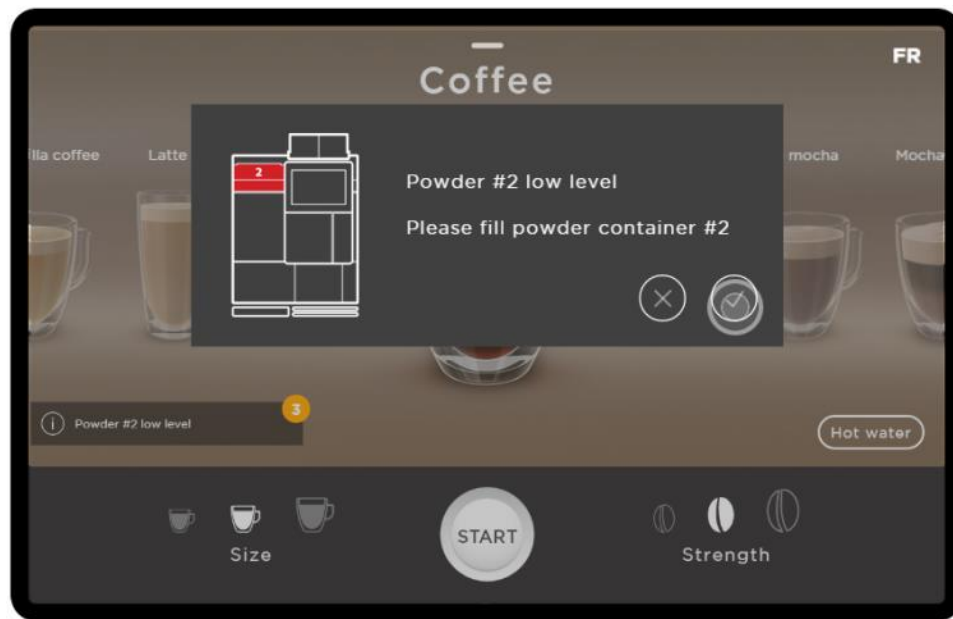 FR
Coffee
lla coffee
Latte
mocha
Mocha
2
Powder #2 low level
Please fill powder container #2
Powder #2 low level
3
Hot water
Size
START
Strength